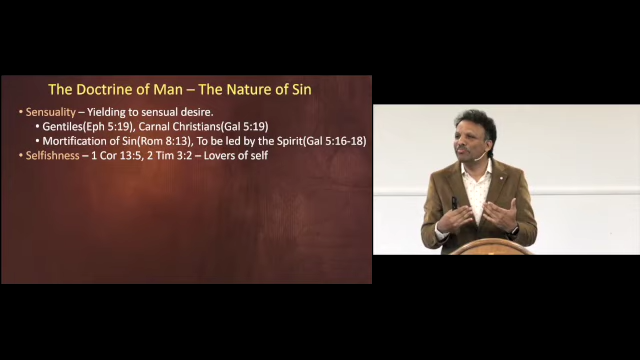 The Doctrine of Man – The Nature of Sin
• Sensuality – Yielding to sensual desire.
• Gentiles(Eph 5:19), Carnal Christians(Gal 5:19)
• Mortification of Sin(Rom 8:13), To be led by the Spirit(Gal 5:16-18)
• Selfishness – 1 Cor 13:5, 2 Tim 3:2 – Lovers of self